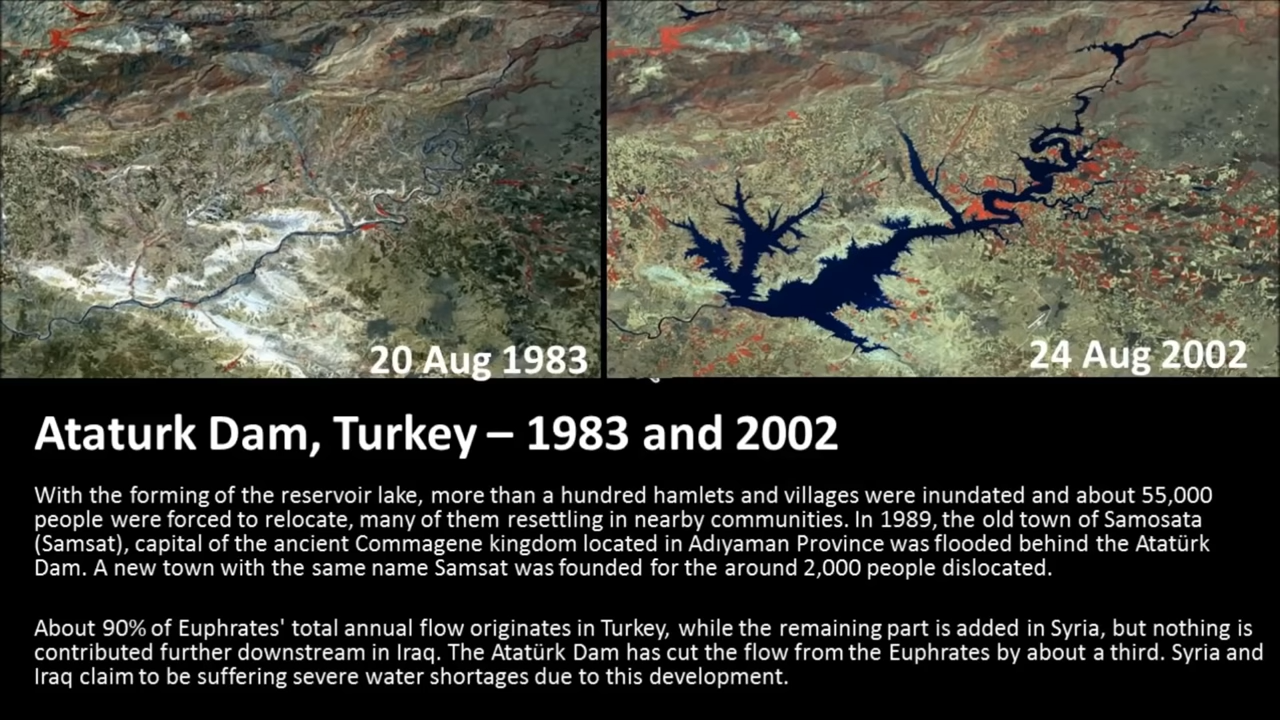 20 Aug 1983
24 Aug 2002
Ataturk Dam, Turkey – 1983 and 2002
With the forming of the reservoir lake, more than a hundred hamlets and villages were inundated and about 55,000
people were forced to relocate, many of them resettling in nearby communities. In 1989, the old town of Samosata
(Samsat), capital of the ancient Commagene kingdom located in Adıyaman Province was flooded behind the Atatürk
Dam. A new town with the same name Samsat was founded for the around 2,000 people dislocated.
About 90% of Euphrates' total annual flow originates in Turkey, while the remaining part is added in Syria, but nothing is
contributed further downstream in Iraq. The Atatürk Dam has cut the flow from the Euphrates by about a third. Syria and
Iraq claim to be suffering severe water shortages due to this development.